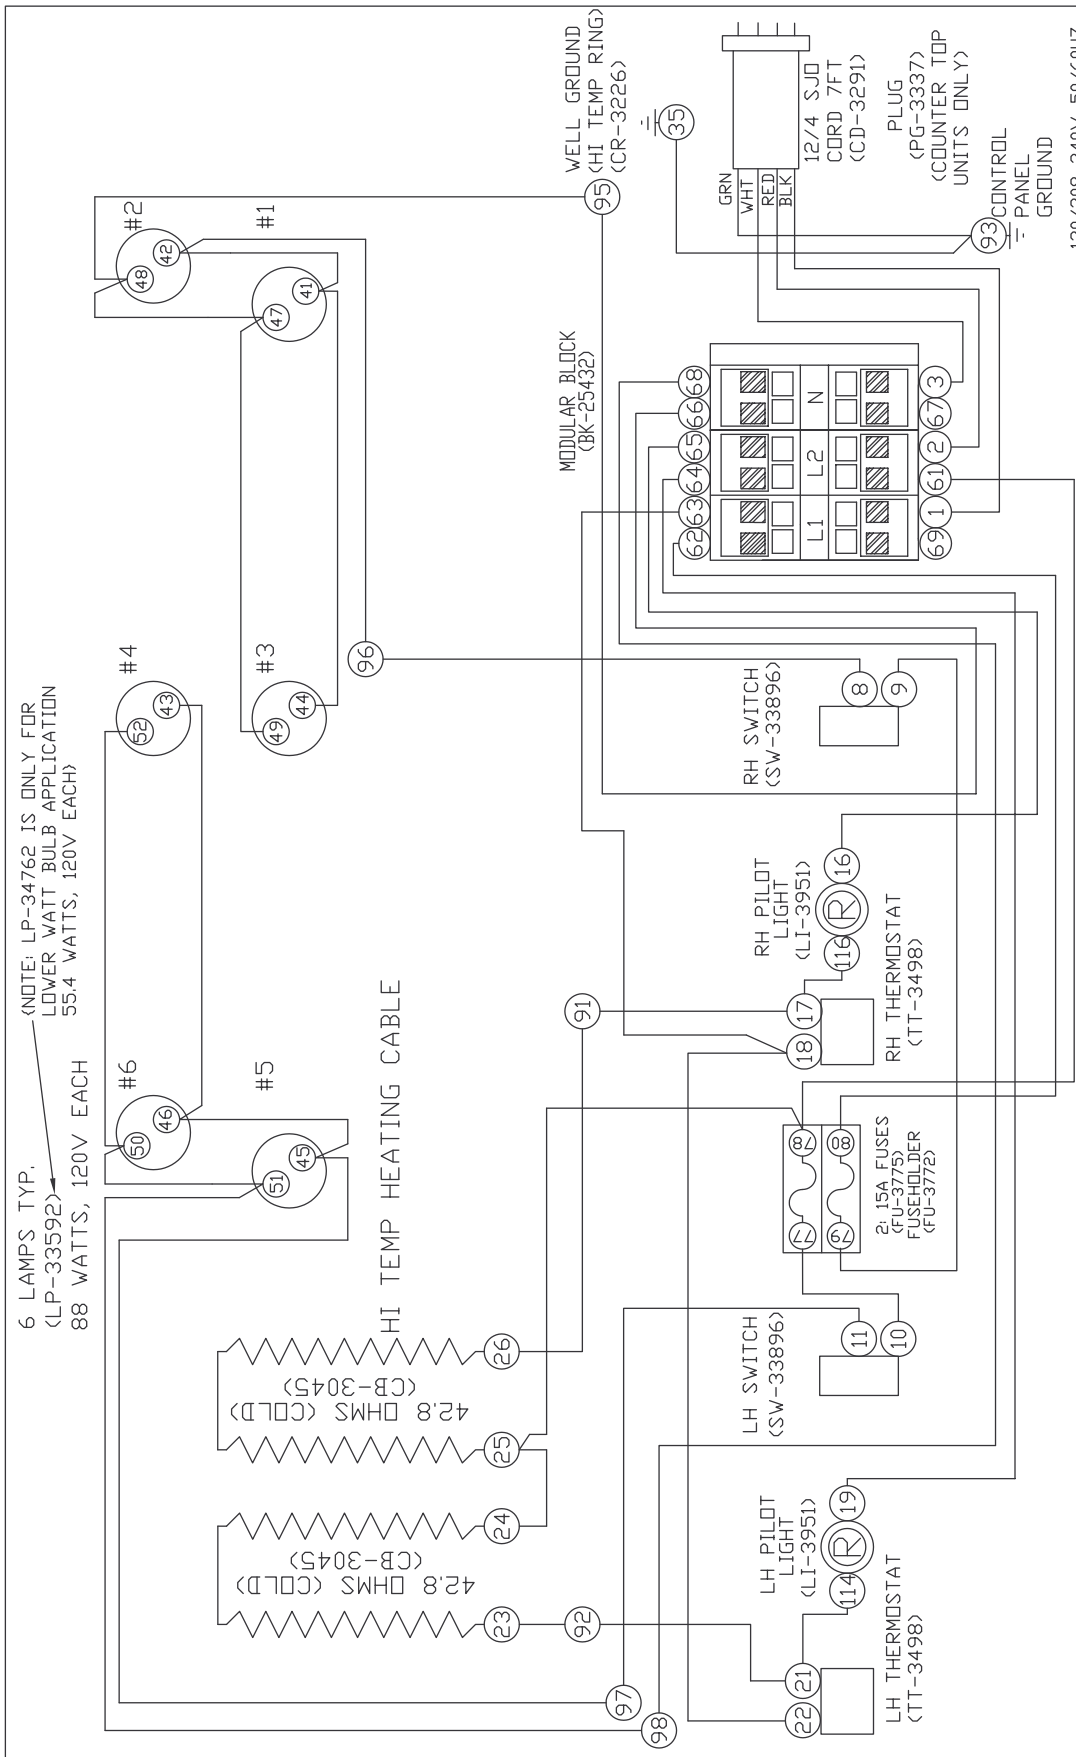 6 LAMPS TYP.
(LP-33592)
88 WATTS, 120V EACH
(NOTE: LP-34762 IS ONLY FOR
LOWER WATT BULB APPLICATION
55.4 WATTS, 120V EACH)
#6
50
46
#5
51
45
#4
52
43
#3
49
44
#2
48
42
#1
47
41
96
WELL GROUND
(HI TEMP RING)
(CR-3226)
95
35
HI TEMP HEATING CABLE
42.8 OHMS (COLD)
(CB-3045)
42.8 OHMS (COLD)
(CB-3045)
23
24
25
26
92
91
97
98
MODULAR BLOCK
(BK-25432)
62
63
64
65
66
68
L1
L2
N
69
1
61
2
67
3
GRN
WHT
RED
BLK
12/4 SJO
CORD 7FT
(CD-3291)
PLUG
(PG-3337)
(COUNTER TOP
UNITS ONLY)
93
CONTROL
PANEL
GROUND
RH SWITCH
(SW-33896)
8
9
RH PILOT
LIGHT
(LI-3951)
116
R
16
18
17
RH THERMOSTAT
(TT-3498)
77
78
79
80
2; 15A FUSES
(FU-3775)
FUSEHOLDER
(FU-3772)
LH SWITCH
(SW-33896)
11
10
LH PILOT
LIGHT
(LI-3951)
114
R
19
22
21
LH THERMOSTAT
(TT-3498)
120/208-240V 50/60HZ